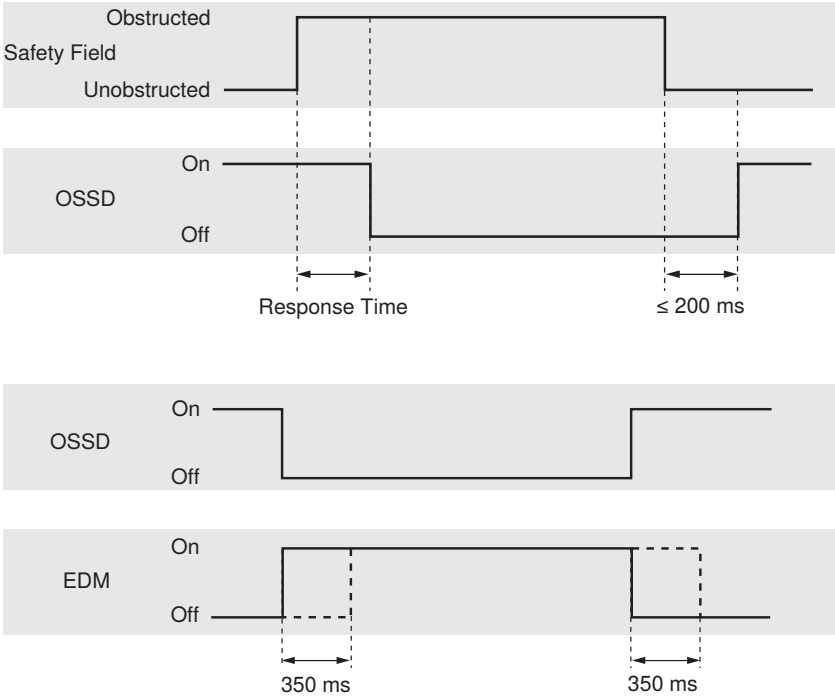 Obstructed
Safety Field
Unobstructed
On
OSSD
Off
Response Time
≤ 200 ms
On
OSSD
Off
On
EDM
Off
350 ms
350 ms